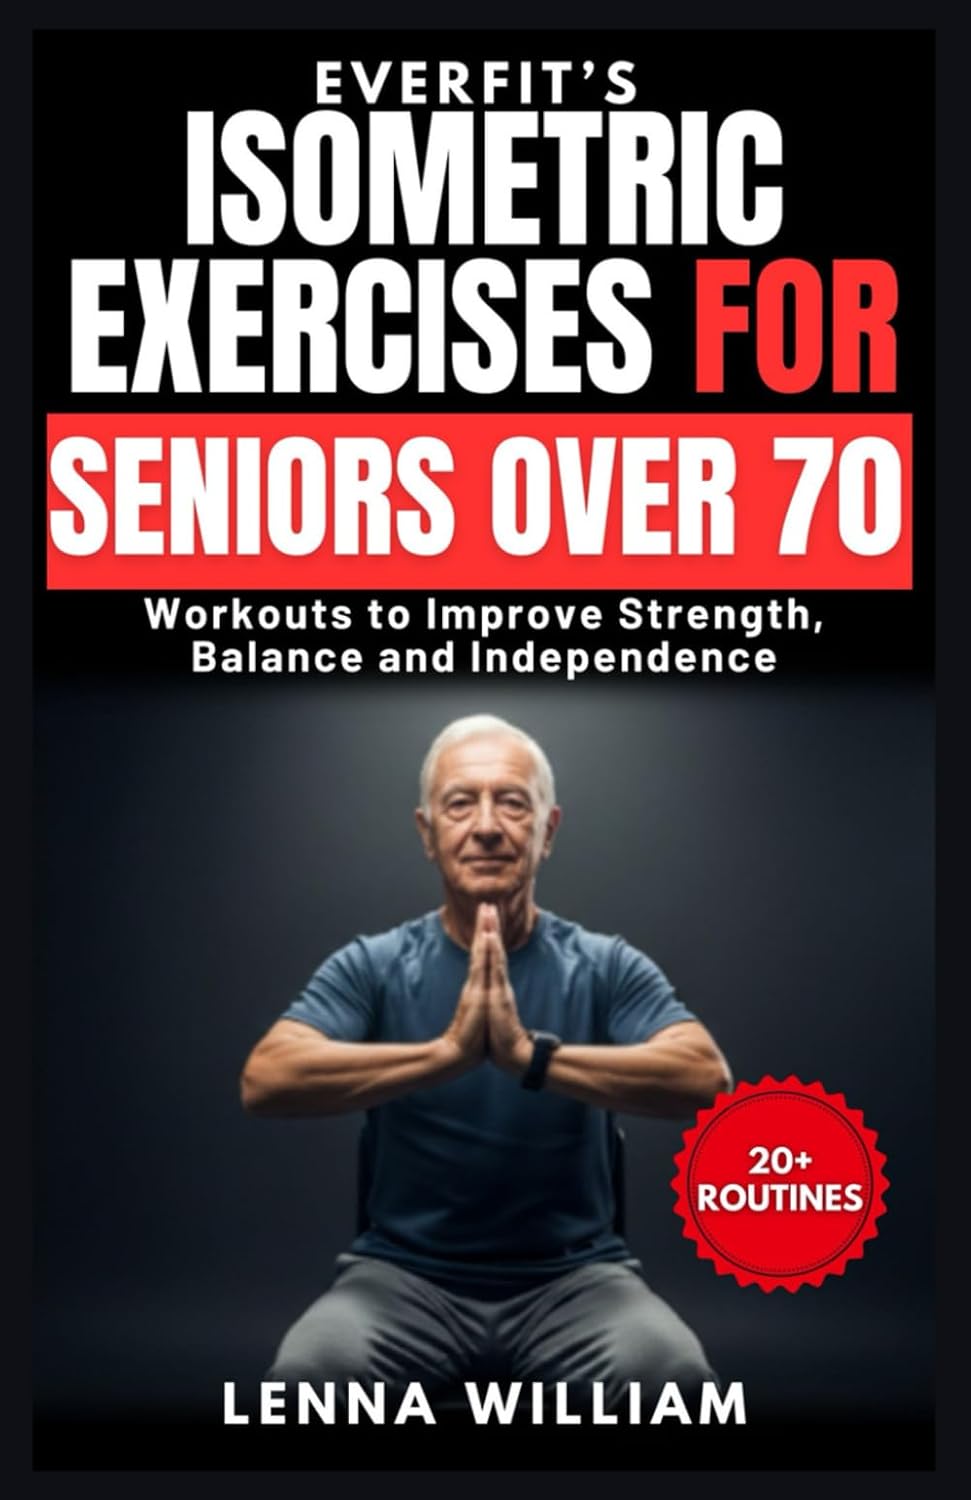 EVERFIT'S
ISOMETRIC
EXERCISES FOR
SENIORS OVER 70
Workouts to Improve Strength,
Balance and Independence
20+
ROUTINES
LENNA WILLIAM